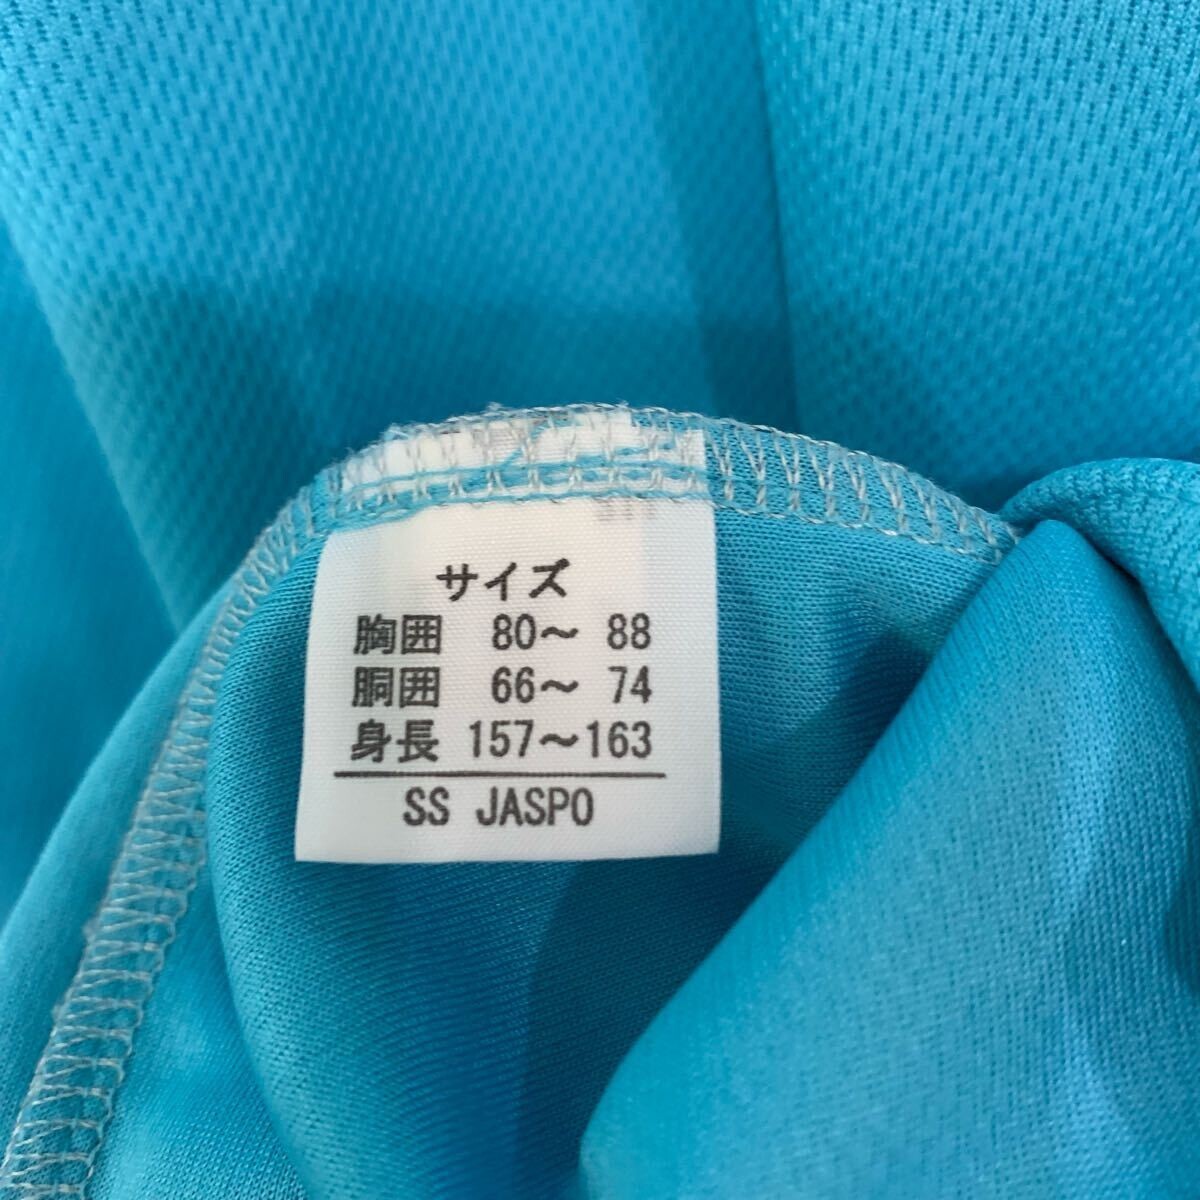 サイズ
胸囲 80～ 88
胴囲 66～ 74
身長 157～163
SS JASPO